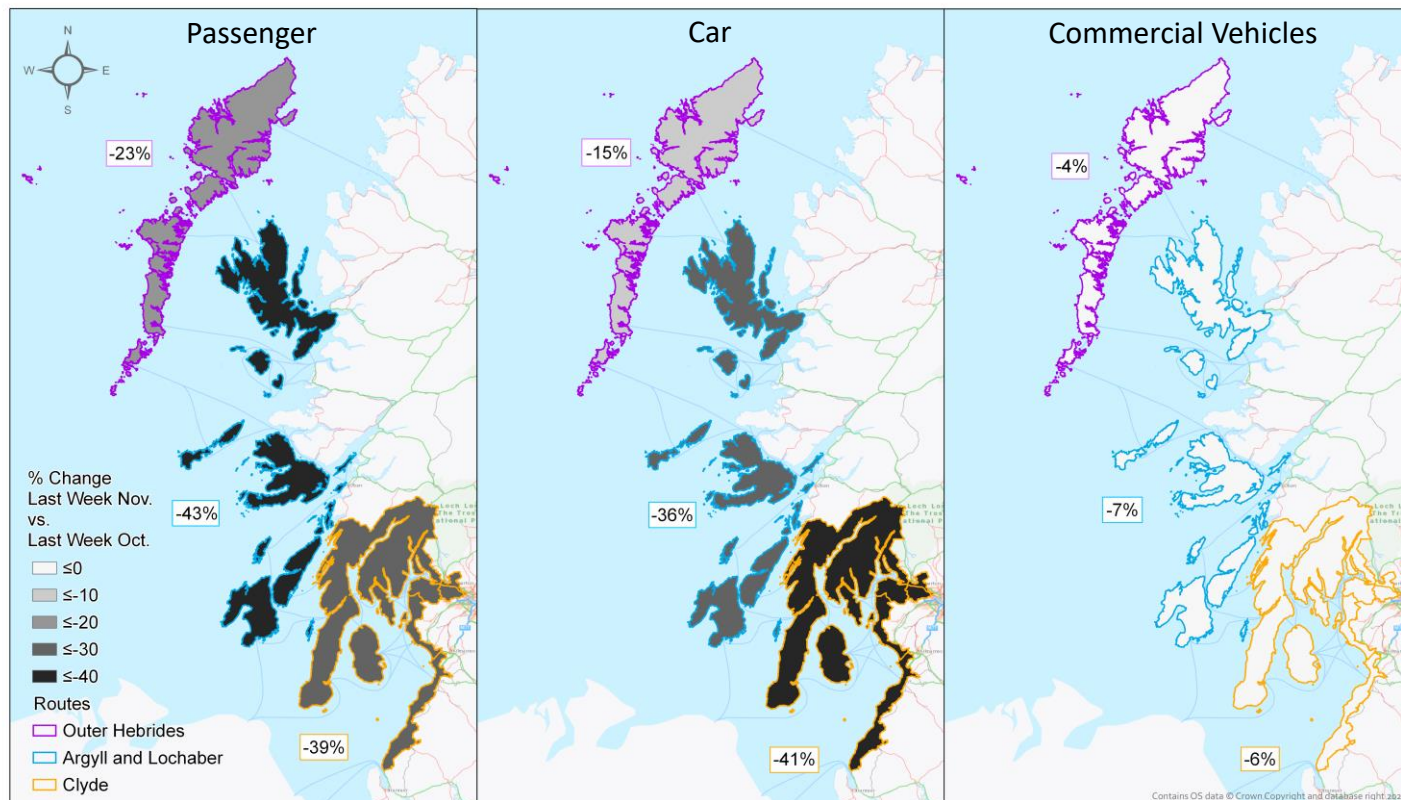 Passenger
Car
Commercial Vehicles
N
W
E
S
-23%
-15%
-4%
-43%
-36%
-7%
-39%
-41%
-6%
% Change
Last Week Nov.
vs.
Last Week Oct.
≤0
≤-10
≤-20
≤-30
≤-40
Routes
Outer Hebrides
Argyll and Lochaber
Clyde
Contains OS data © Crown Copyright and database right